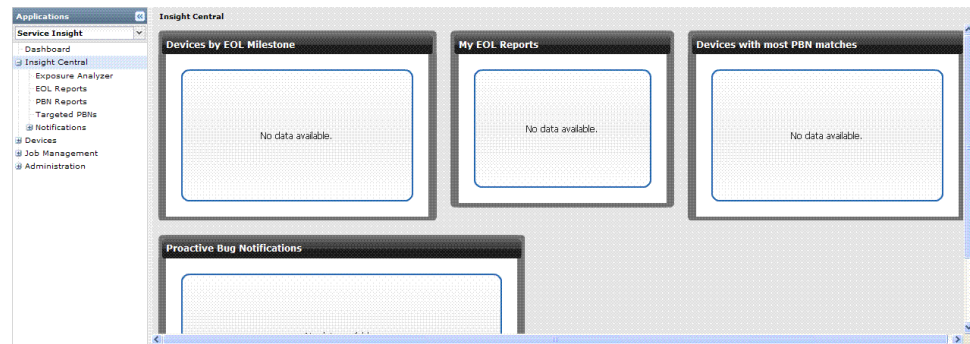 Applications
Service Insight
Dashboard
Insight Central
Exposure Analyzer
EOL Reports
PBN Reports
Targeted PBNs
Notifications
Devices
Job Management
Administration
Insight Central
Devices by EOL Milestone
No data available.
My EOL Reports
No data available.
Devices with most PBN matches
No data available.
Proactive Bug Notifications